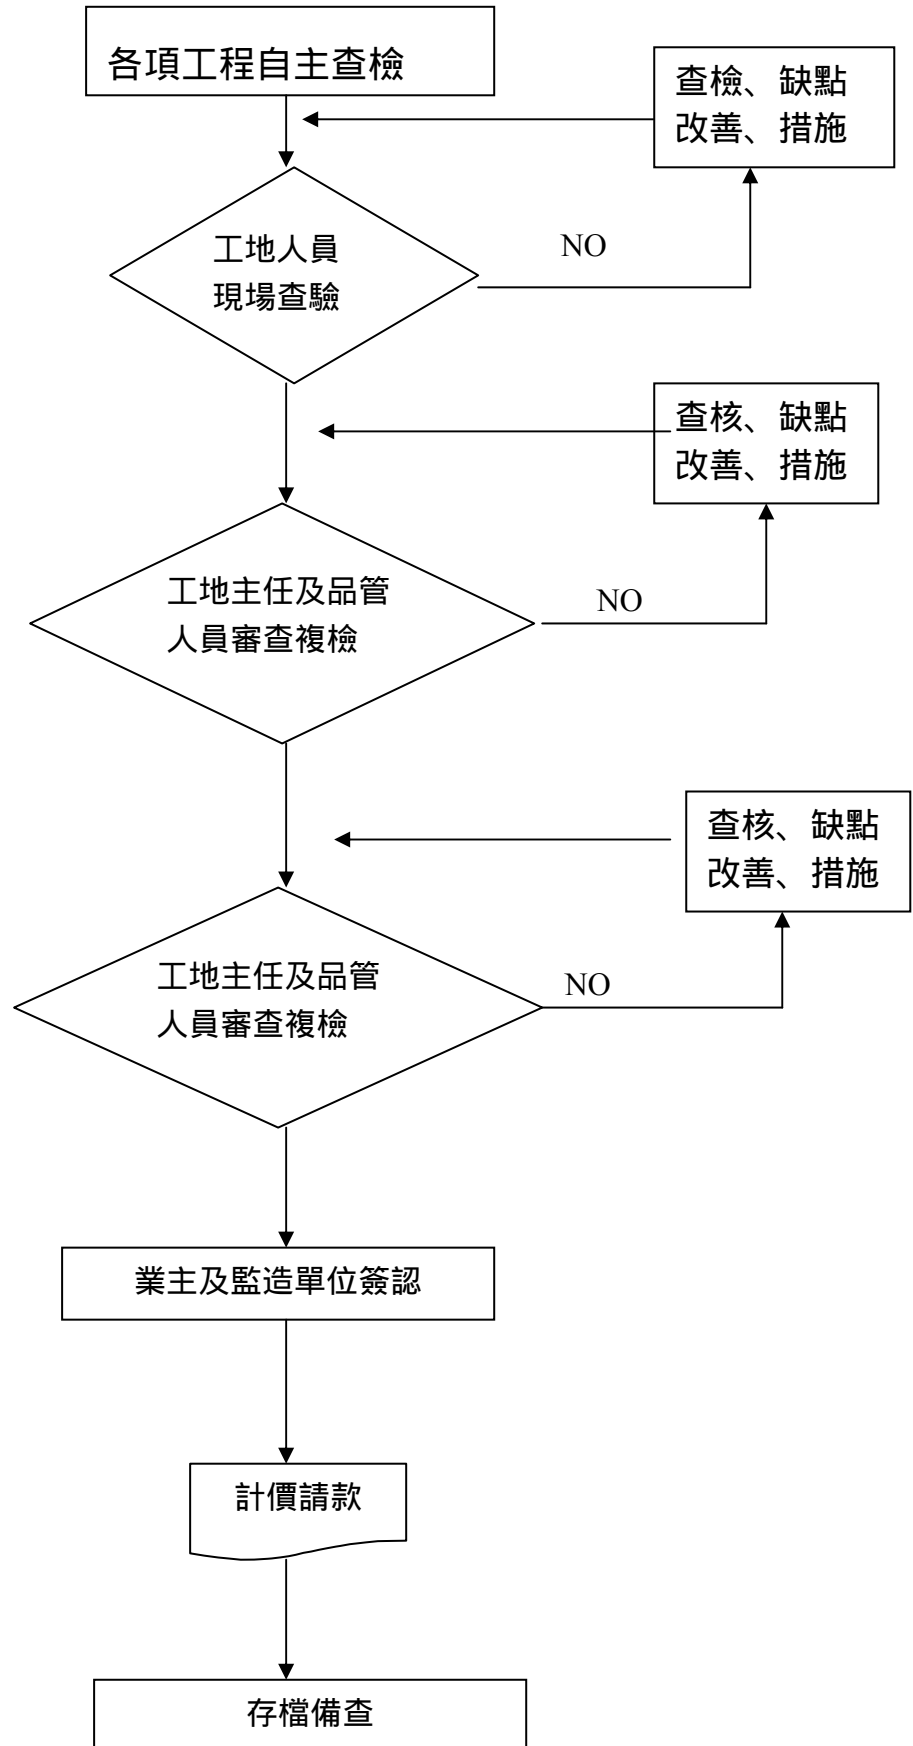 各項工程自主查檢
查檢、缺點
改善、措施
工地人員
現場查驗
NO
查核、缺點
改善、措施
工地主任及品管
人員審查複檢
NO
查核、缺點
改善、措施
工地主任及品管
人員審查複檢
NO
業主及監造單位簽認
計價請款
存檔備查